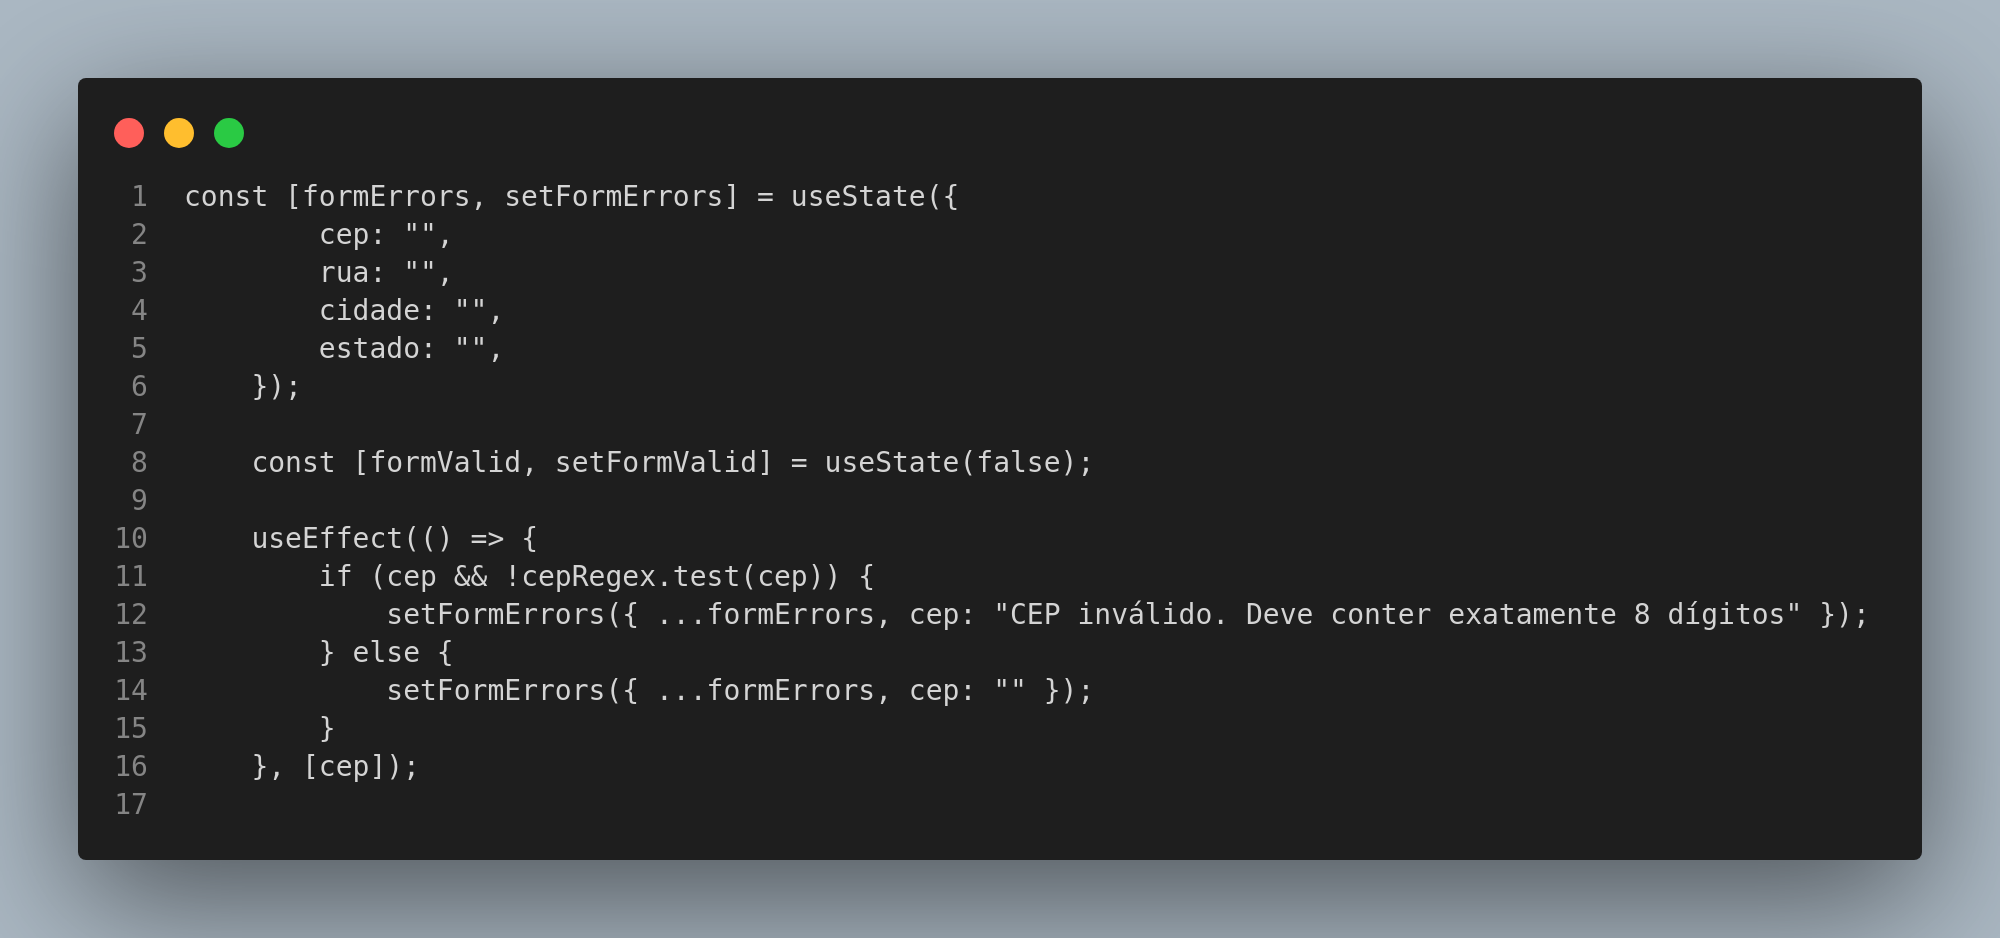 1 const [formErrors, setFormErrors] = useState({
2         cep: "",
3         rua: "",
4         cidade: "",
5         estado: "",
6     });
7
8     const [formValid, setFormValid] = useState(false);
9
10     useEffect(() => {
11         if (cep && !cepRegex.test(cep)) {
12             setFormErrors({ ...formErrors, cep: "CEP inválido. Deve conter exatamente 8 dígitos" });
13         } else {
14             setFormErrors({ ...formErrors, cep: "" });
15         }
16     }, [cep]);
17